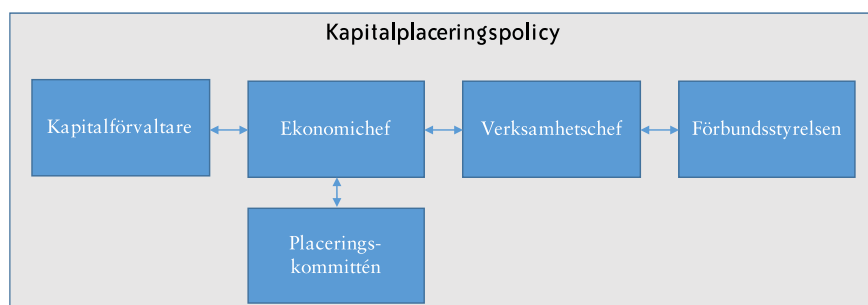 Kapitalplaceringspolicy
Kapitalförvaltare
Ekonomichef
Verksamhetschef
Förbundsstyrelsen
Placerings-
kommittén